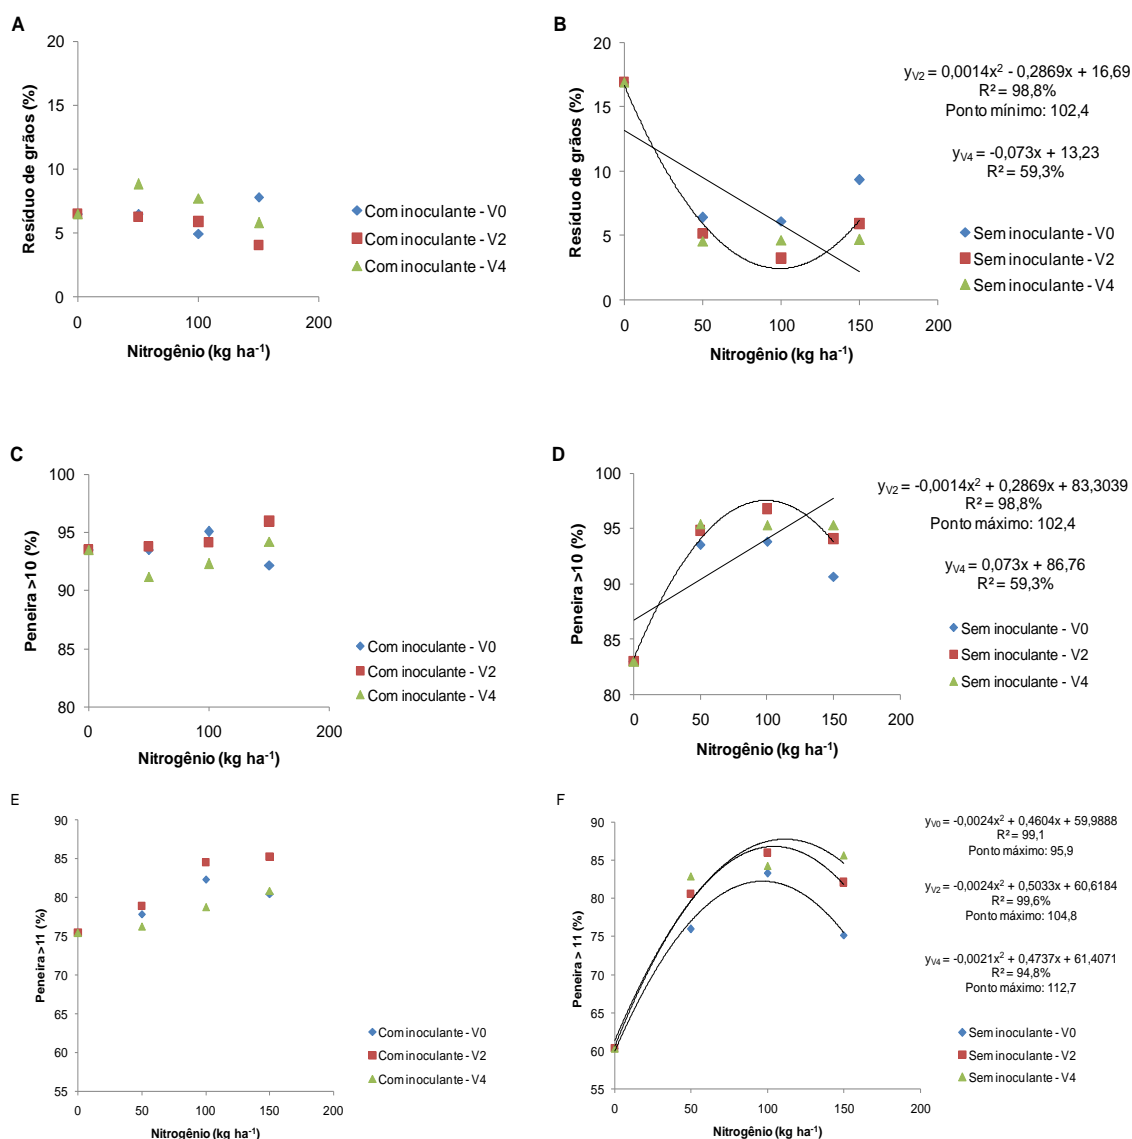 A
20
15
10
5
0
0
100
200
Resíduo de grãos (%)
Nitrogênio (kg ha⁻¹)
Com inoculante - V0
Com inoculante - V2
Com inoculante - V4
B
20
15
10
5
0
0
50
100
150
200
Resíduo de grãos (%)
Nitrogênio (kg ha⁻¹)
yV2 = 0,0014x² - 0,2869x + 16,69
R² = 98,8%
Ponto mínimo: 102,4
yV4 = -0,073x + 13,23
R² = 59,3%
Sem inoculante - V0
Sem inoculante - V2
Sem inoculante - V4
C
100
95
90
85
80
0
100
200
Peneira >10 (%)
Nitrogênio (kg ha⁻¹)
Com inoculante - V0
Com inoculante - V2
Com inoculante - V4
D
100
95
90
85
80
0
50
100
150
200
Peneira >10 (%)
Nitrogênio (kg ha⁻¹)
yV2 = -0,0014x² + 0,2869x + 83,3039
R² = 98,8%
Ponto máximo: 102,4
yV4 = 0,073x + 86,76
R² = 59,3%
Sem inoculante - V0
Sem inoculante - V2
Sem inoculante - V4
E
90
85
80
75
70
65
60
55
0
50
100
150
200
Peneira >11 (%)
Nitrogênio (kg ha⁻¹)
Com inoculante - V0
Com inoculante - V2
Com inoculante - V4
F
90
85
80
75
70
65
60
55
0
50
100
150
200
Peneira > 11 (%)
Nitrogênio (kg ha⁻¹)
yV0 = -0,0024x² + 0,4604x + 59,9888
R² = 99,1
Ponto máximo: 95,9
yV2 = -0,0024x² + 0,5033x + 60,6184
R² = 99,6%
Ponto máximo: 104,8
yV4 = -0,0021x² + 0,4737x + 61,4071
R² = 94,8%
Ponto máximo: 112,7
Sem inoculante - V0
Sem inoculante - V2
Sem inoculante - V4